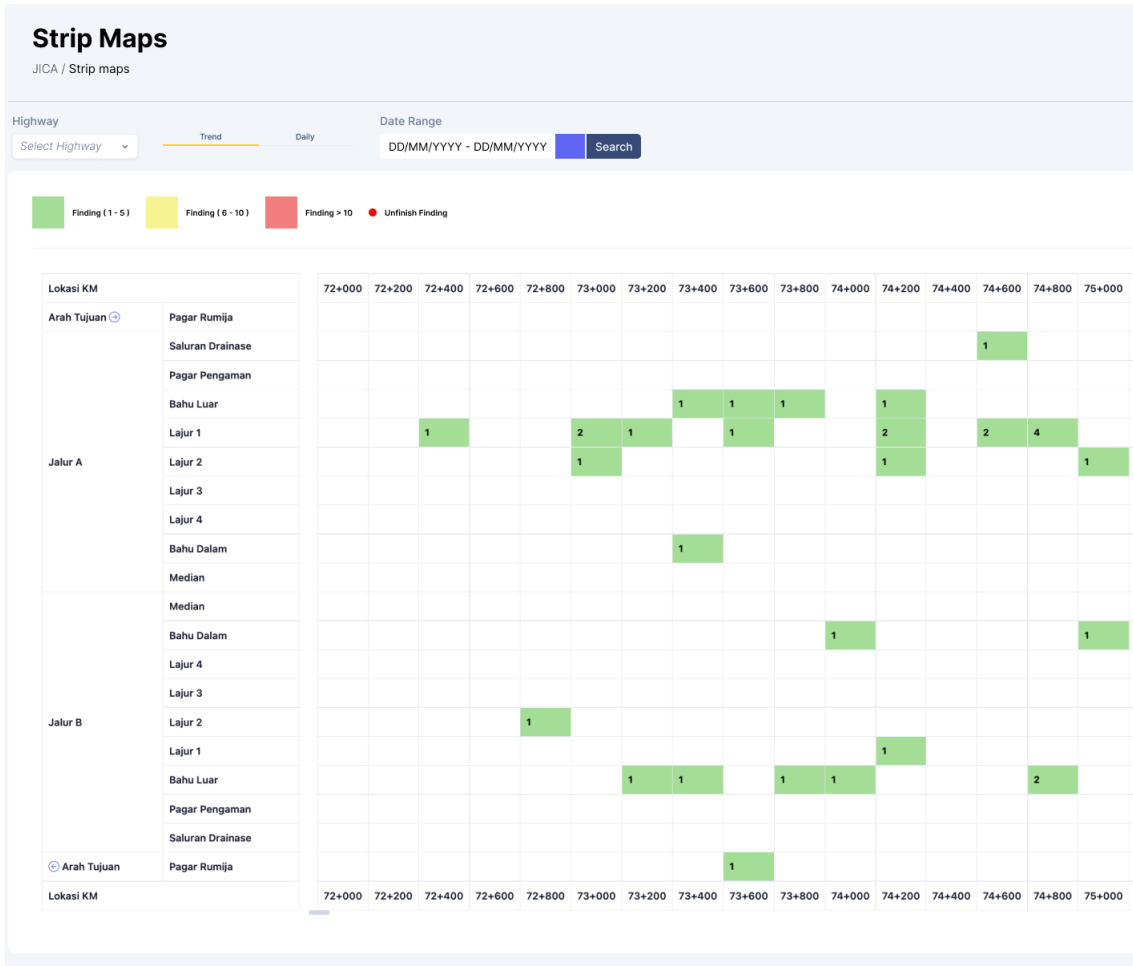 Strip Maps
JICA / Strip maps
Highway
Select Highway
Trend
Daily
Date Range
DD/MM/YYYY - DD/MM/YYYY
Search
Finding ( 1 - 5 )
Finding ( 6 - 10 )
Finding > 10
Unfinish Finding
Lokasi KM 72+000 72+200 72+400 72+600 72+800 73+000 73+200 73+400 73+600 73+800 74+000 74+200 74+400 74+600 74+800 75+000
Arah Tujuan Pagar Rumija
Saluran Drainase 1
Pagar Pengaman
Bahu Luar 1 1 1 1
Lajur 1 1 2 1 1 2 2 4
Jalur A Lajur 2 1 1 1
Lajur 3
Lajur 4
Bahu Dalam 1
Median
Median
Bahu Dalam 1 1
Lajur 4
Lajur 3
Jalur B Lajur 2 1
Lajur 1 1
Bahu Luar 1 1 1 1 2
Pagar Pengaman
Saluran Drainase
Arah Tujuan Pagar Rumija 1
Lokasi KM 72+000 72+200 72+400 72+600 72+800 73+000 73+200 73+400 73+600 73+800 74+000 74+200 74+400 74+600 74+800 75+000